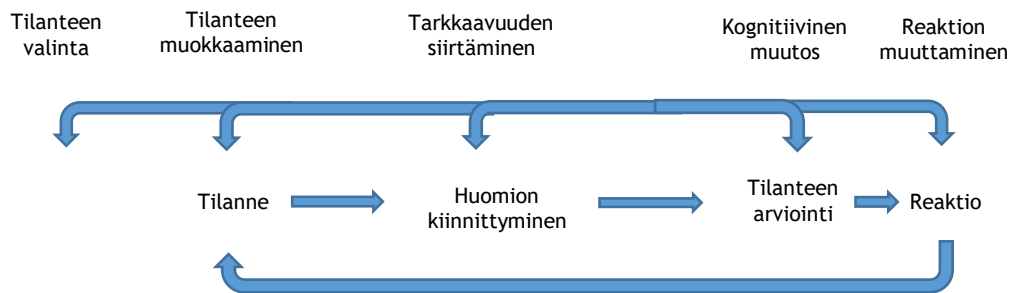 Tilanteen
valinta
Tilanteen
muokkaaminen
Tarkkaavuuden
siirtäminen
Kognitiivinen
muutos
Reaktion
muuttaminen
Tilanne
Huomion
kiinnittyminen
Tilanteen
arviointi
Reaktio